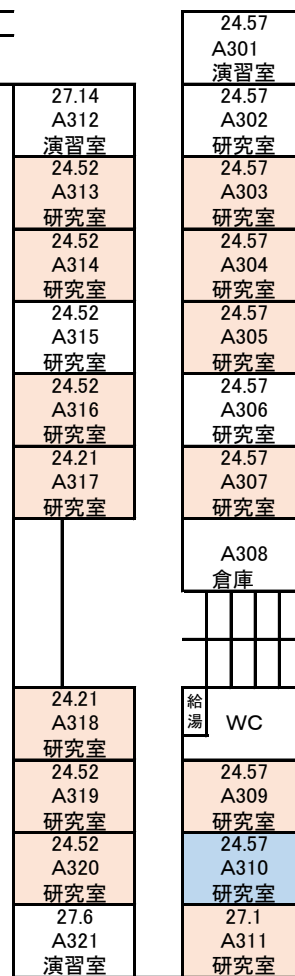 24.57
A301
演習室
24.57
A302
研究室
24.57
A303
研究室
24.57
A304
研究室
24.57
A305
研究室
24.57
A306
研究室
24.57
A307
研究室
A308
倉庫
給
湯
WC
24.57
A309
研究室
24.57
A310
研究室
27.1
A311
研究室
27.14
A312
演習室
24.52
A313
研究室
24.52
A314
研究室
24.52
A315
研究室
24.52
A316
研究室
24.21
A317
研究室
24.21
A318
研究室
24.52
A319
研究室
24.52
A320
研究室
27.6
A321
演習室